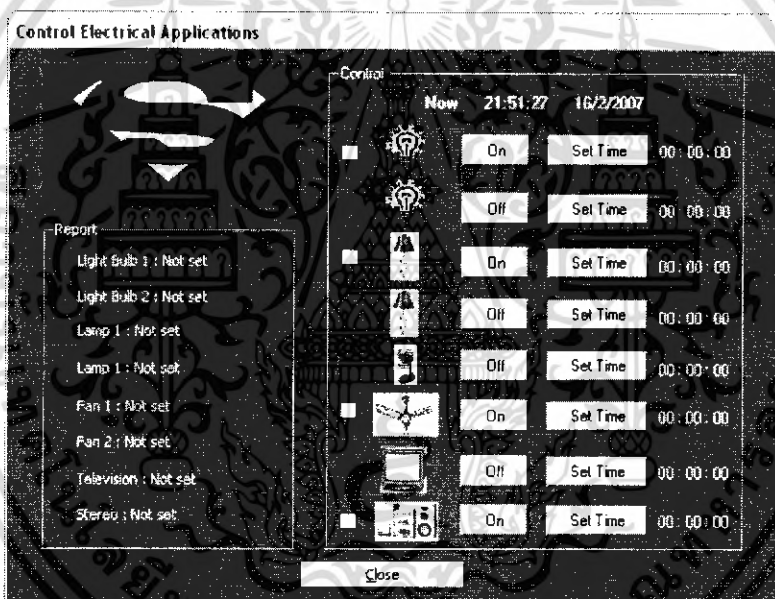 Control Electrical Applications
Control
Now 21:51:27 16/2/2007
On Set Time 00:00:00
Off Set Time 00:00:00
On Set Time 00:00:00
Off Set Time 00:00:00
Off Set Time 00:00:00
On Set Time 00:00:00
Off Set Time 00:00:00
On Set Time 00:00:00
Report
Light Bulb 1 : Not set
Light Bulb 2 : Not set
Lamp 1 : Not set
Lamp 1 : Not set
Fan 1 : Not set
Fan 2 : Not set
Television : Not set
Stereo : Not set
Close